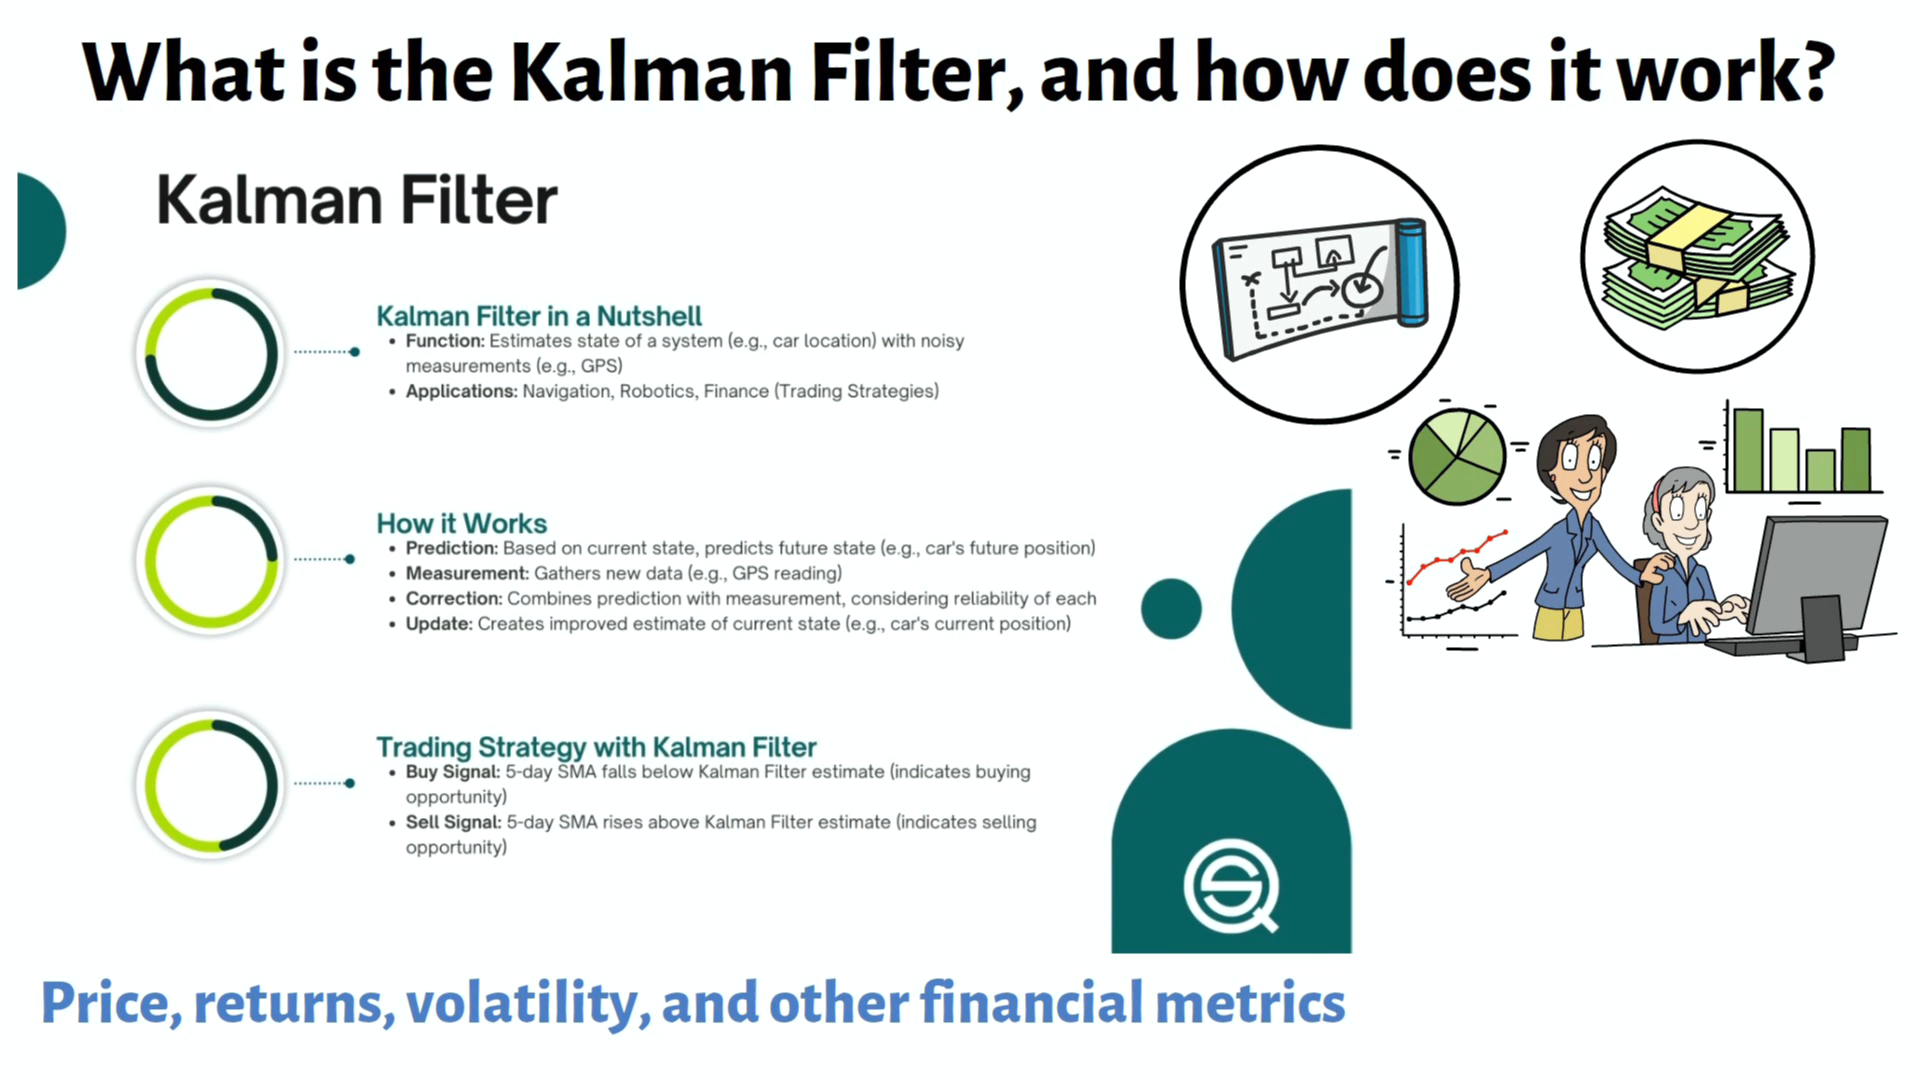 What is the Kalman Filter, and how does it work?
Kalman Filter
Kalman Filter in a Nutshell
• Function: Estimates state of a system (e.g., car location) with noisy
measurements (e.g., GPS)
• Applications: Navigation, Robotics, Finance (Trading Strategies)
How it Works
• Prediction: Based on current state, predicts future state (e.g., car's future position)
• Measurement: Gathers new data (e.g., GPS reading)
• Correction: Combines prediction with measurement, considering reliability of each
• Update: Creates improved estimate of current state (e.g., car's current position)
Trading Strategy with Kalman Filter
• Buy Signal: 5-day SMA falls below Kalman Filter estimate (indicates buying
opportunity)
• Sell Signal: 5-day SMA rises above Kalman Filter estimate (indicates selling
opportunity)
Price, returns, volatility, and other financial metrics